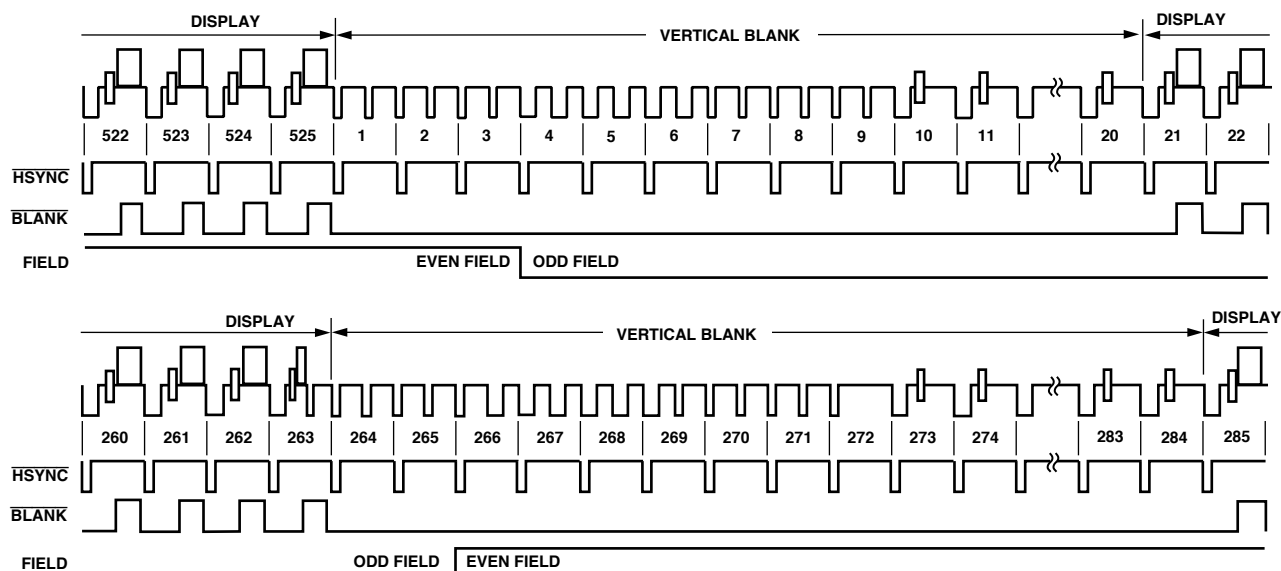 DISPLAY VERTICAL BLANK DISPLAY
522 523 524 525 1 2 3 4 5 6 7 8 9 10 11 20 21 22
HSYNC
BLANK
FIELD EVEN FIELD ODD FIELD
DISPLAY VERTICAL BLANK DISPLAY
260 261 262 263 264 265 266 267 268 269 270 271 272 273 274 283 284 285
HSYNC
BLANK
FIELD ODD FIELD EVEN FIELD